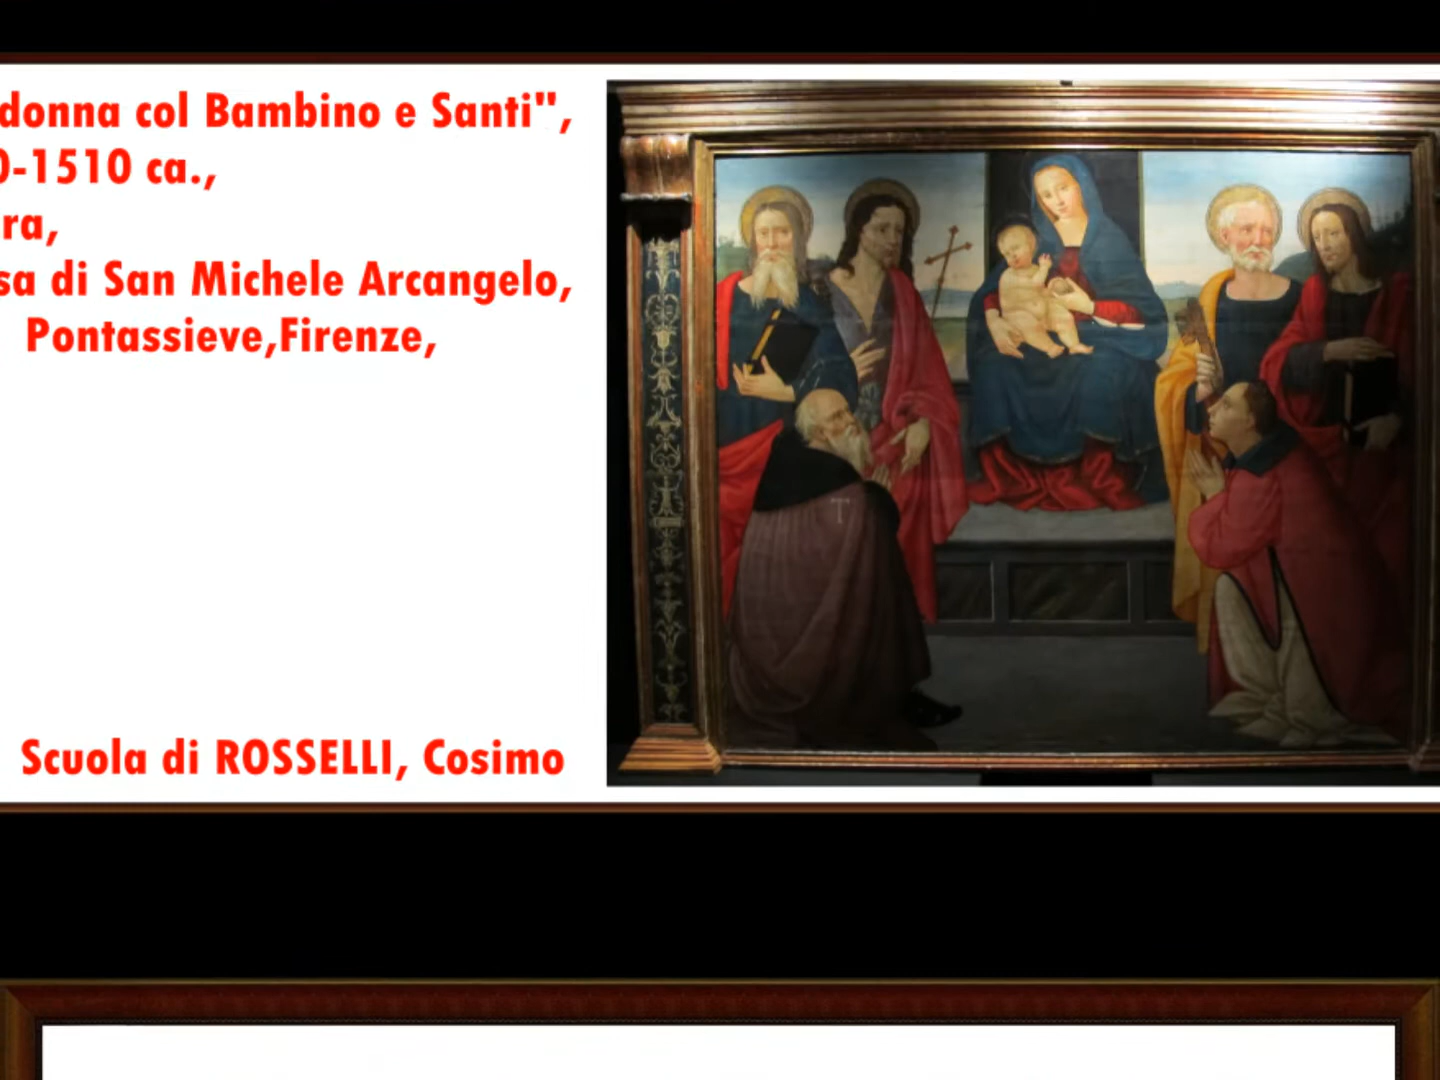 donna col Bambino e Santi",
0-1510 ca.,
ra,
sa di San Michele Arcangelo,
Pontassieve,Firenze,
Scuola di ROSSELLI, Cosimo